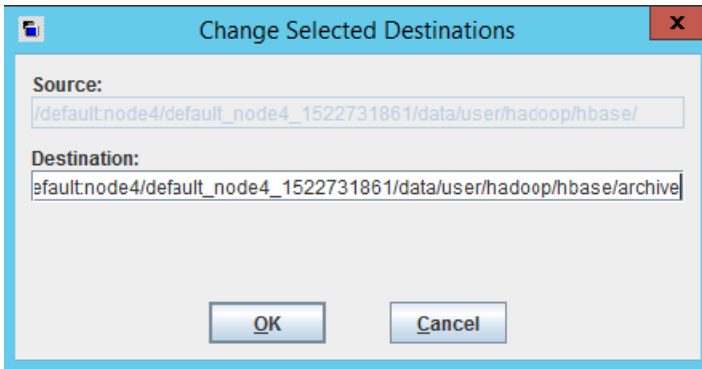 Change Selected Destinations
x
Source:
/default:node4/default_node4_1522731861/data/user/hadoop/hbase/
Destination:
efault:node4/default_node4_1522731861/data/user/hadoop/hbase/archive
OK
Cancel